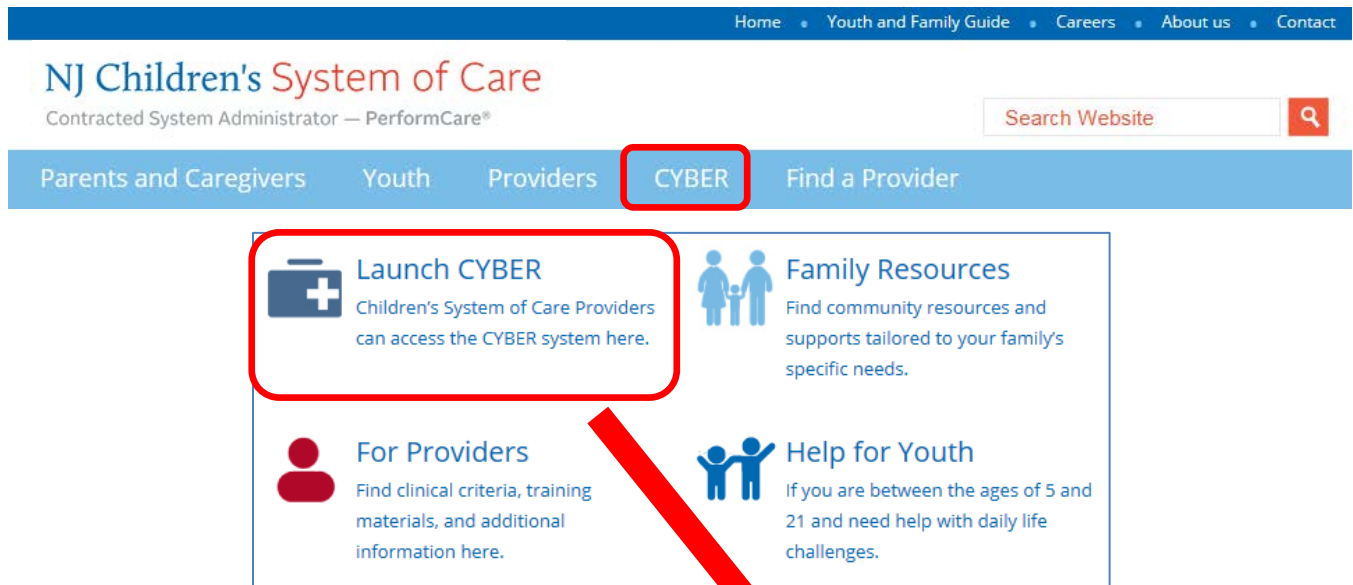 Home • Youth and Family Guide • Careers • About us • Contact
NJ Children's System of Care
Contracted System Administrator — PerformCare®
Search Website
Parents and Caregivers Youth Providers CYBER Find a Provider
Launch CYBER
Children's System of Care Providers
can access the CYBER system here.
Family Resources
Find community resources and
supports tailored to your family's
specific needs.
For Providers
Find clinical criteria, training
materials, and additional
information here.
Help for Youth
If you are between the ages of 5 and
21 and need help with daily life
challenges.